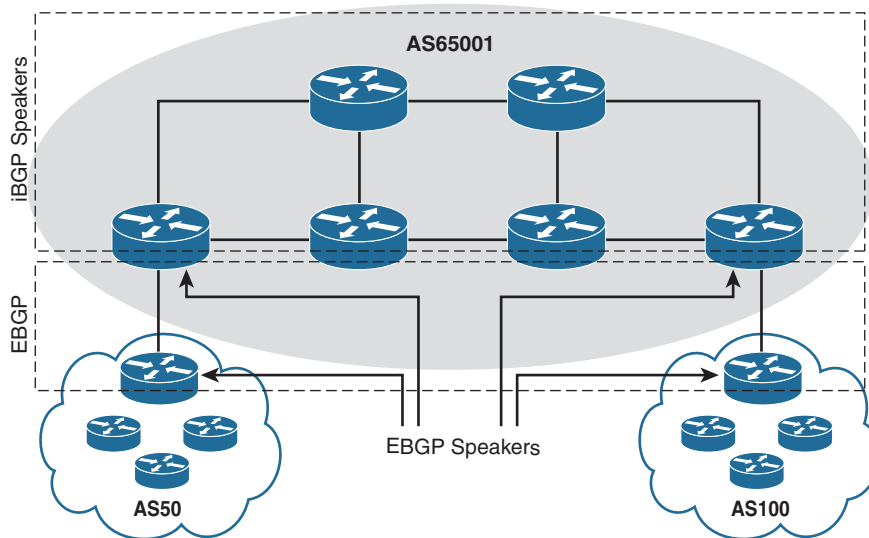 AS65001
iBGP Speakers
EBGP
EBGP Speakers
AS50
AS100